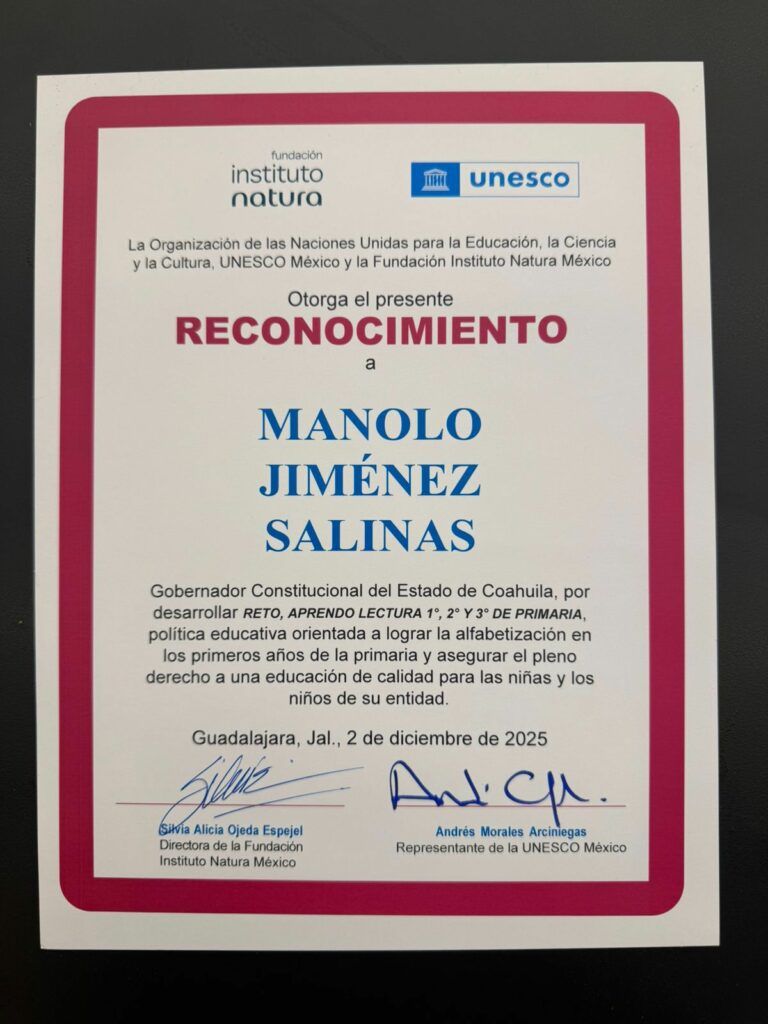 fundación
instituto
natura
unesco
La Organización de las Naciones Unidas para la Educación, la Ciencia
y la Cultura, UNESCO México y la Fundación Instituto Natura México
Otorga el presente
RECONOCIMIENTO
a
MANOLO
JIMÉNEZ
SALINAS
Gobernador Constitucional del Estado de Coahuila, por
desarrollar RETO, APRENDO LECTURA 1°, 2° Y 3° DE PRIMARIA,
política educativa orientada a lograr la alfabetización en
los primeros años de la primaria y asegurar el pleno
derecho a una educación de calidad para las niñas y los
niños de su entidad.
Guadalajara, Jal., 2 de diciembre de 2025
Silvia Alicia Ojeda Espejel
Directora de la Fundación
Instituto Natura México
Andrés Morales Arciniegas
Representante de la UNESCO México